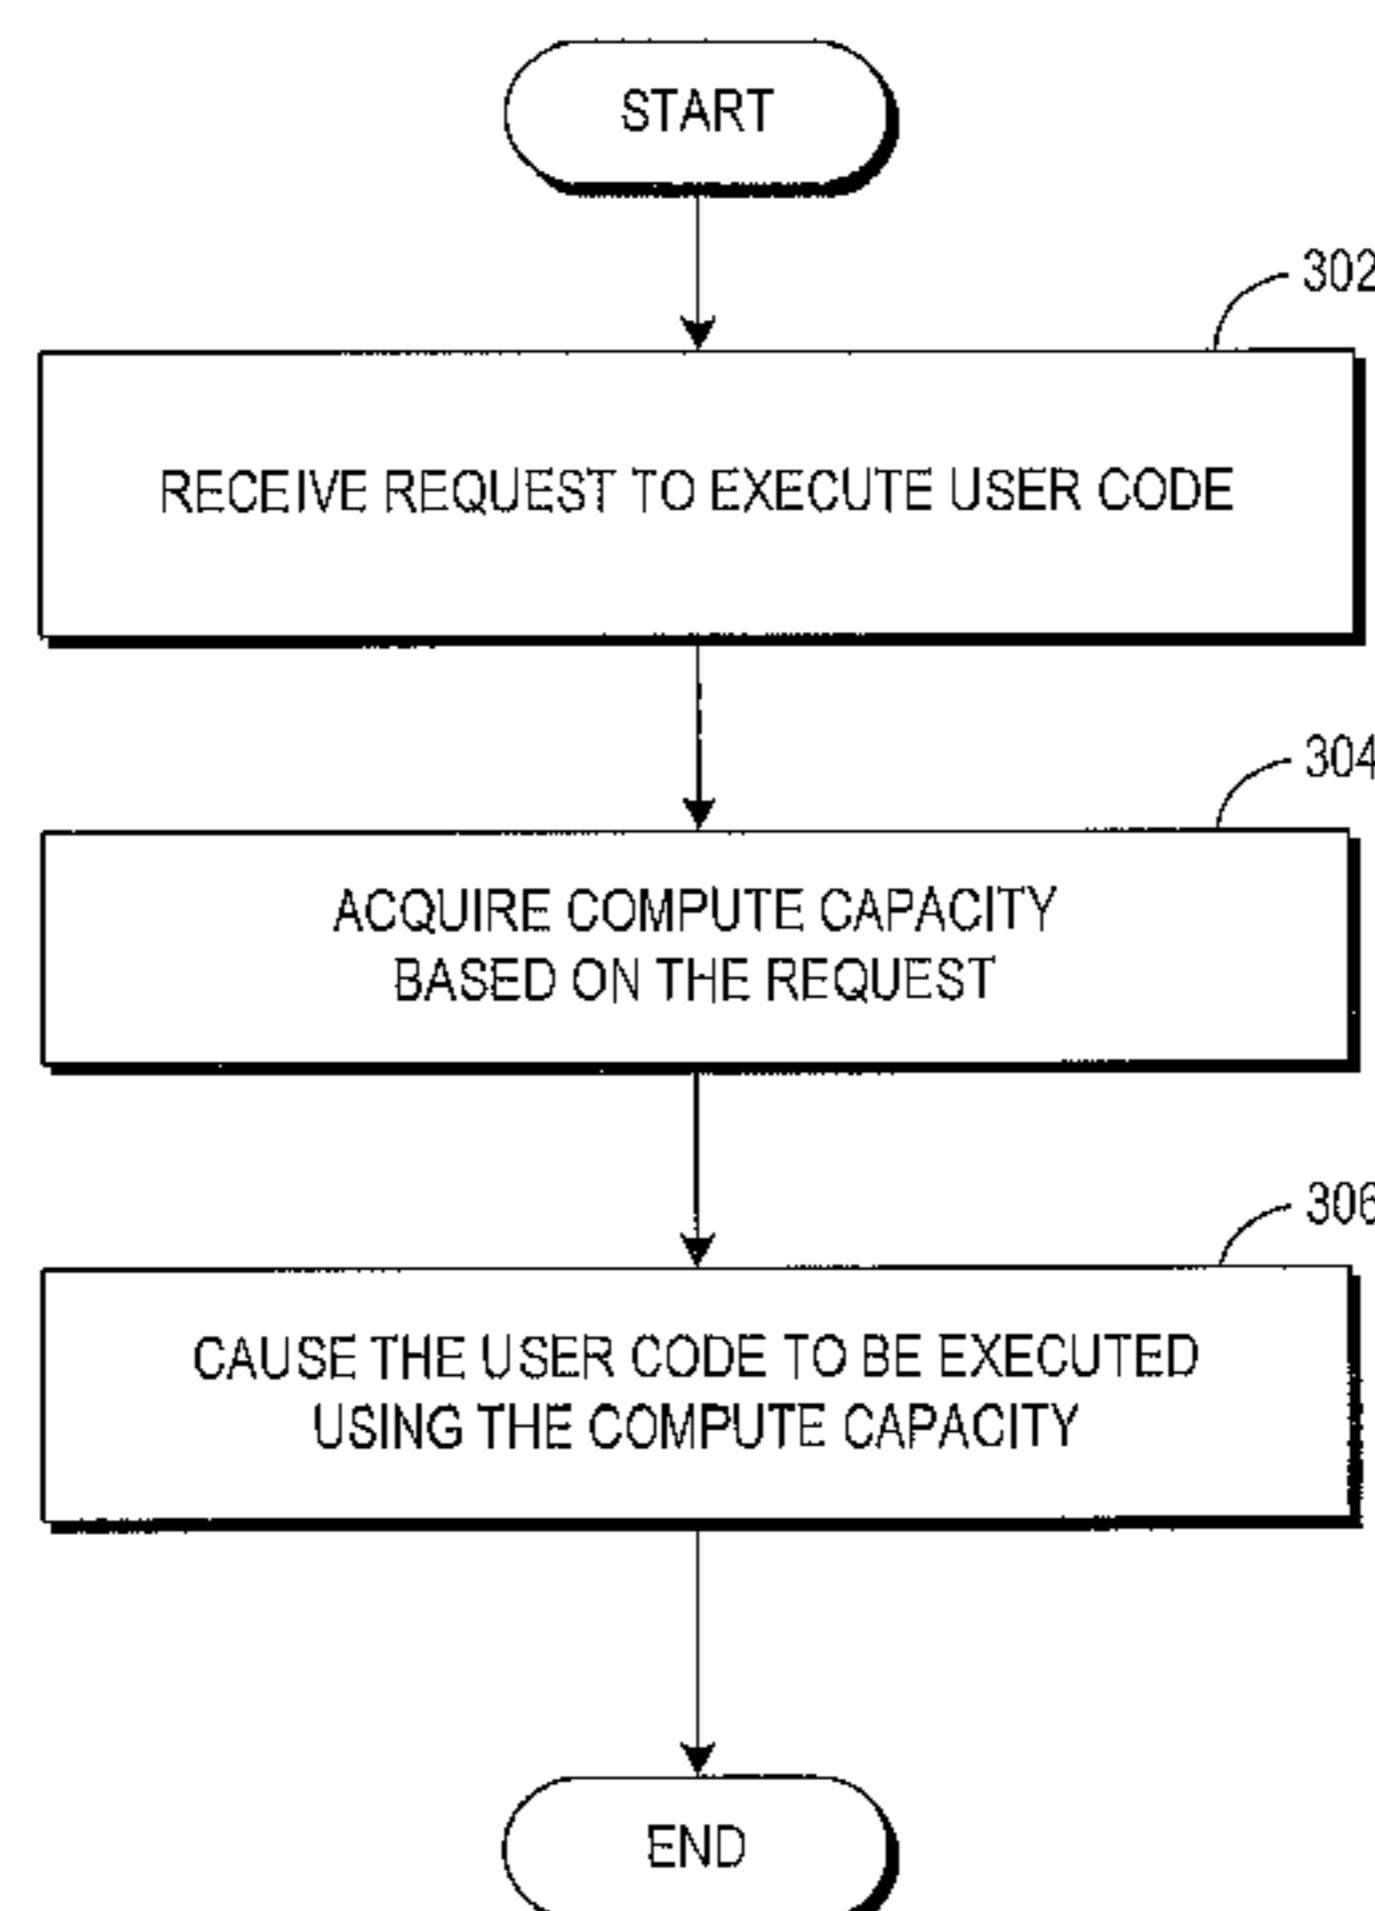 START
302
RECEIVE REQUEST TO EXECUTE USER CODE
304
ACQUIRE COMPUTE CAPACITY
BASED ON THE REQUEST
306
CAUSE THE USER CODE TO BE EXECUTED
USING THE COMPUTE CAPACITY
END